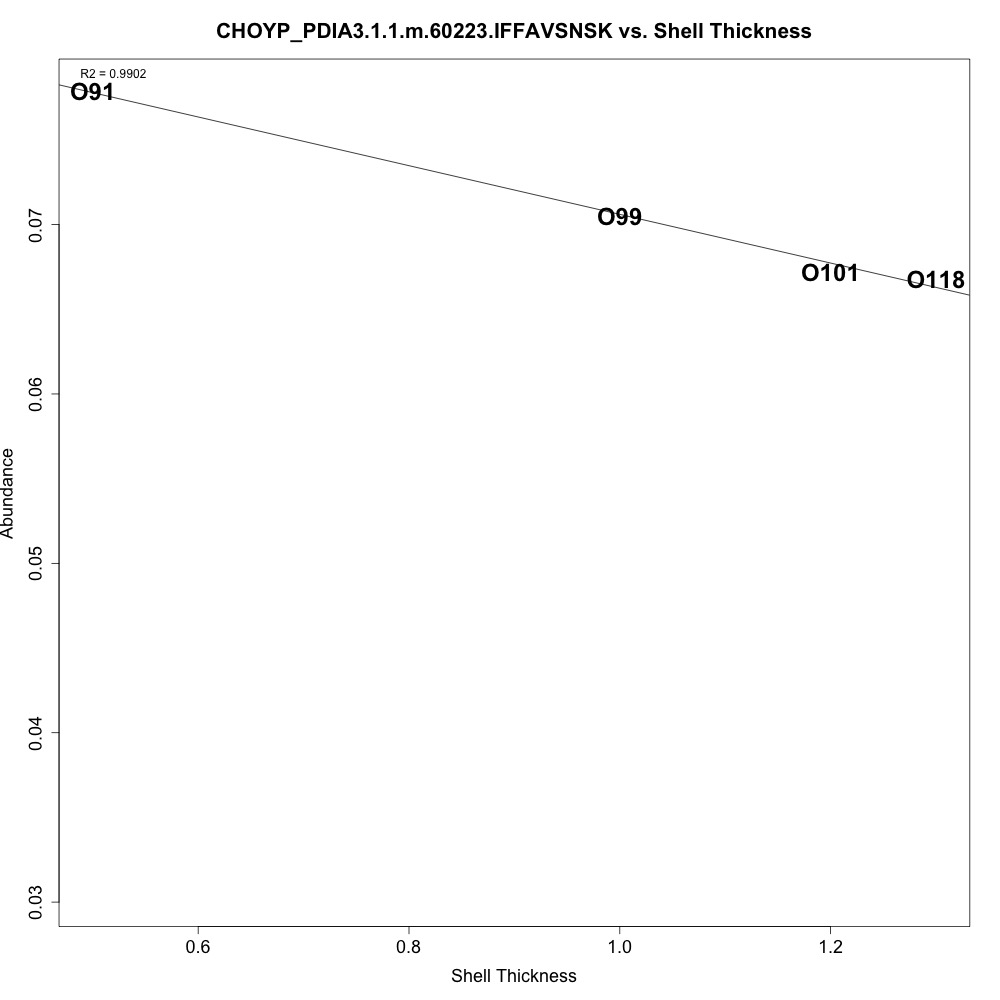 CHOYP_PDIA3.1.1.m.60223.IFFAVSNSK vs. Shell Thickness
R2 = 0.9902
O91
O99
O101
O118
0.07
0.06
0.05
0.04
0.03
Abundance
0.6 0.8 1.0 1.2
Shell Thickness